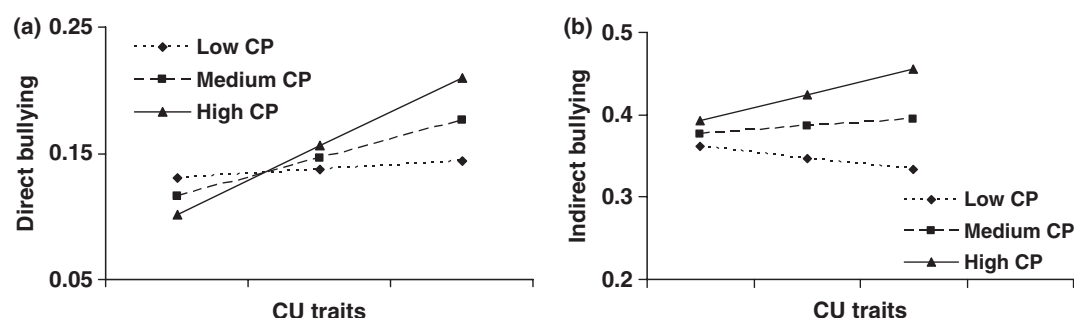 (a)
0.25
0.15
0.05
Direct bullying
Low CP
Medium CP
High CP
CU traits
(b)
0.5
0.4
0.3
0.2
Indirect bullying
Low CP
Medium CP
High CP
CU traits